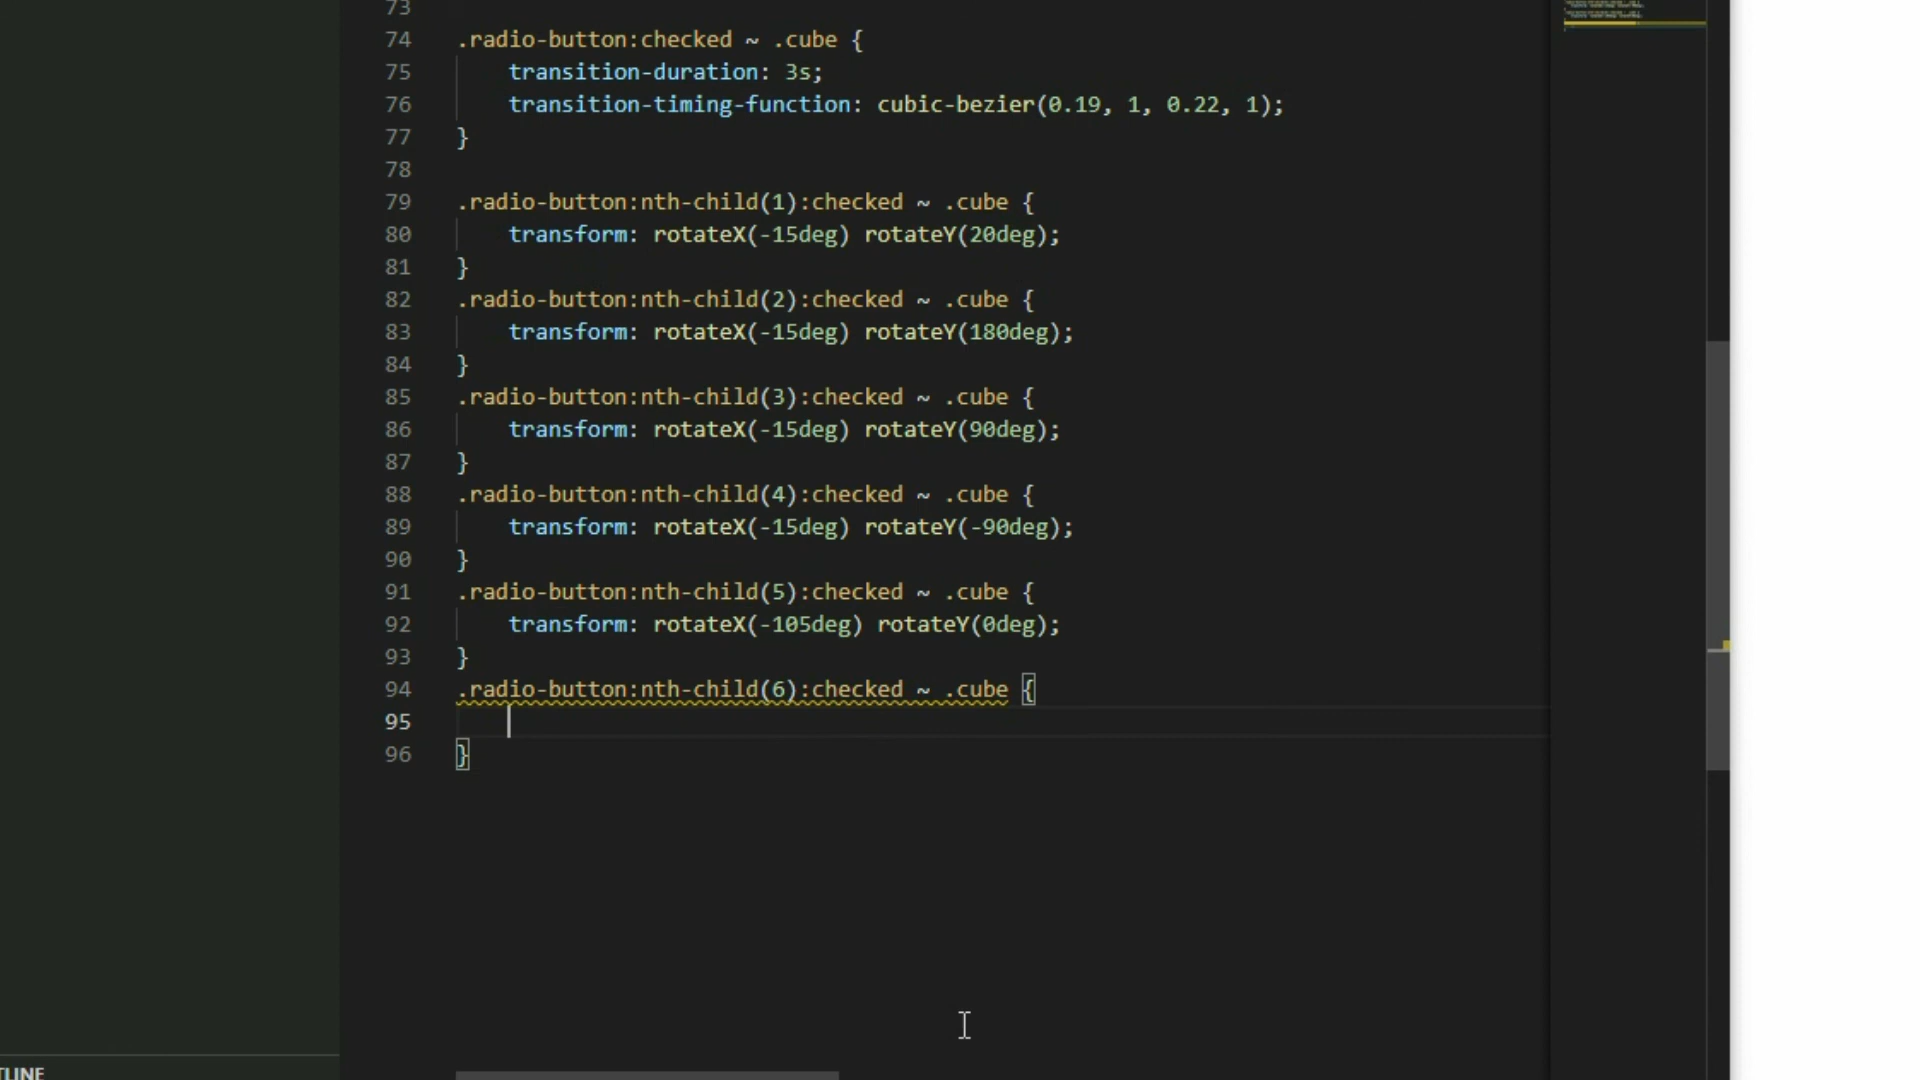 73
74 .radio-button:checked ~ .cube {
75 transition-duration: 3s;
76 transition-timing-function: cubic-bezier(0.19, 1, 0.22, 1);
77 }
78
79 .radio-button:nth-child(1):checked ~ .cube {
80 transform: rotateX(-15deg) rotateY(20deg);
81 }
82 .radio-button:nth-child(2):checked ~ .cube {
83 transform: rotateX(-15deg) rotateY(180deg);
84 }
85 .radio-button:nth-child(3):checked ~ .cube {
86 transform: rotateX(-15deg) rotateY(90deg);
87 }
88 .radio-button:nth-child(4):checked ~ .cube {
89 transform: rotateX(-15deg) rotateY(-90deg);
90 }
91 .radio-button:nth-child(5):checked ~ .cube {
92 transform: rotateX(-105deg) rotateY(0deg);
93 }
94 .radio-button:nth-child(6):checked ~ .cube {
95
96 }
TLINE